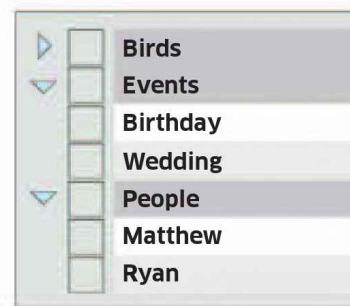 Birds
Events
Birthday
Wedding
People
Matthew
Ryan